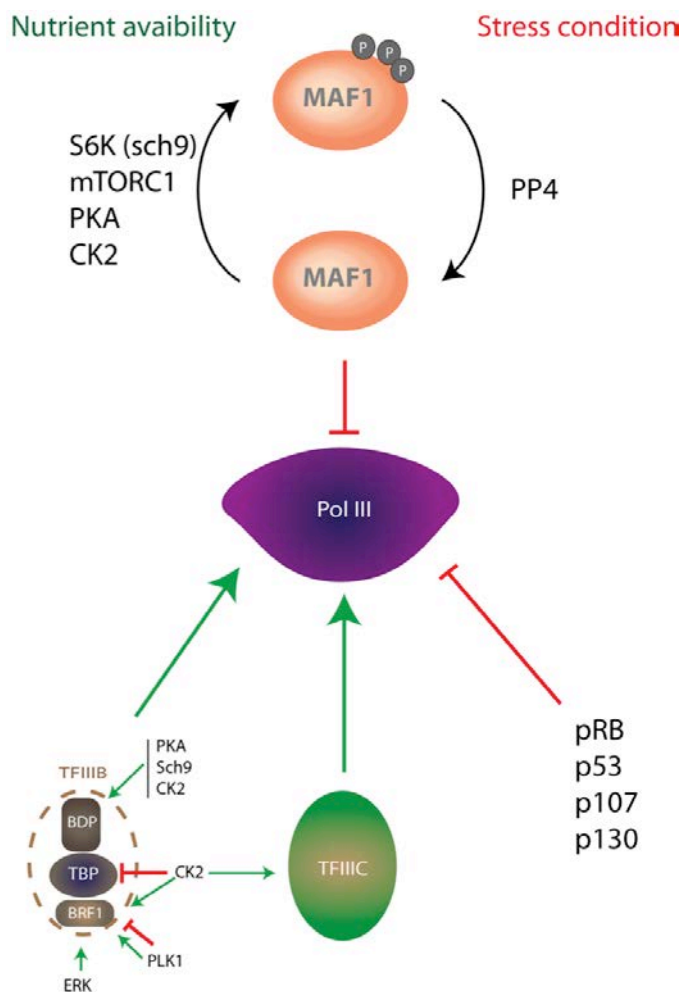 Nutrient avaibility
Stress condition
P
P
P
MAF1
S6K (sch9)
mTORC1
PKA
CK2
PP4
MAF1
Pol III
pRB
p53
p107
p130
PKA
Sch9
CK2
TFIIIB
BDP
TBP
CK2
TFIIIC
BRF1
PLK1
ERK